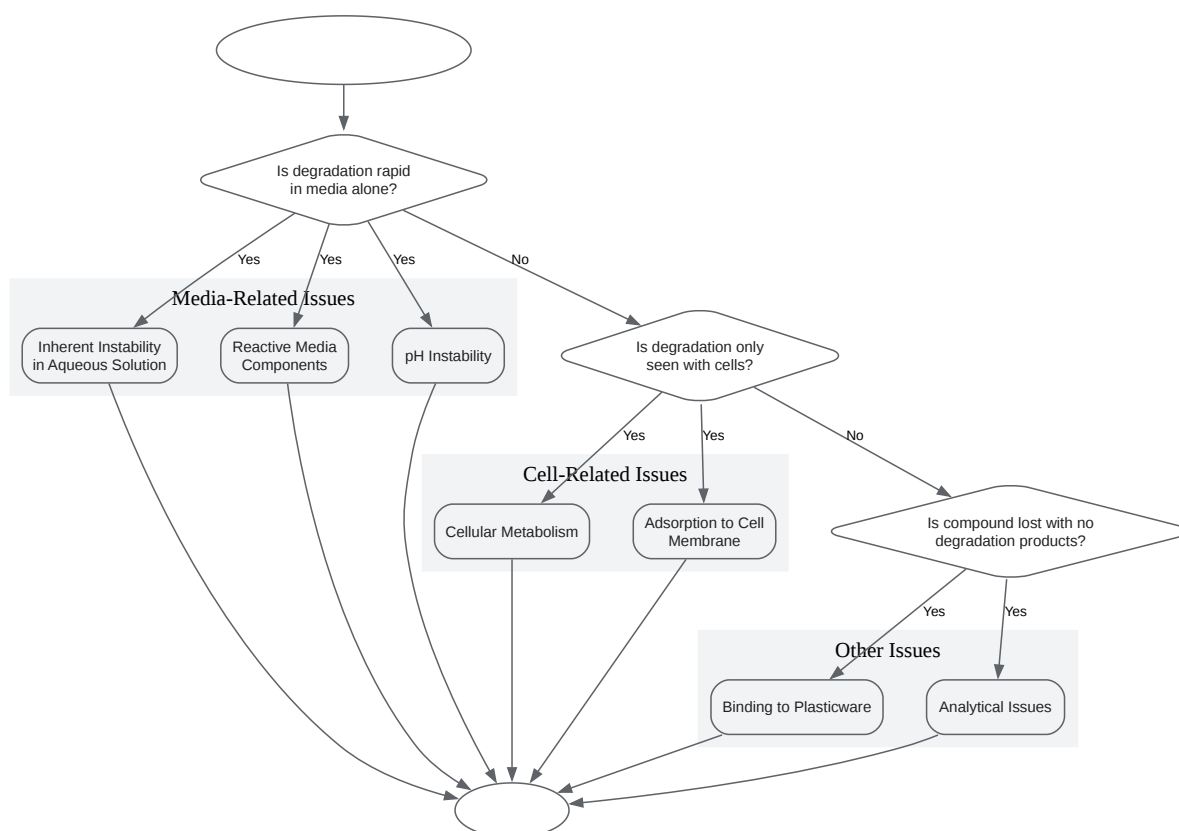 Is degradation rapid
in media alone?
Yes
Yes
Yes
No
Media-Related Issues
Inherent Instability
in Aqueous Solution
Reactive Media
Components
pH Instability
Is degradation only
seen with cells?
Yes
Yes
No
Cell-Related Issues
Cellular Metabolism
Adsorption to Cell
Membrane
Is compound lost with no
degradation products?
Yes
Yes
Other Issues
Binding to Plasticware
Analytical Issues